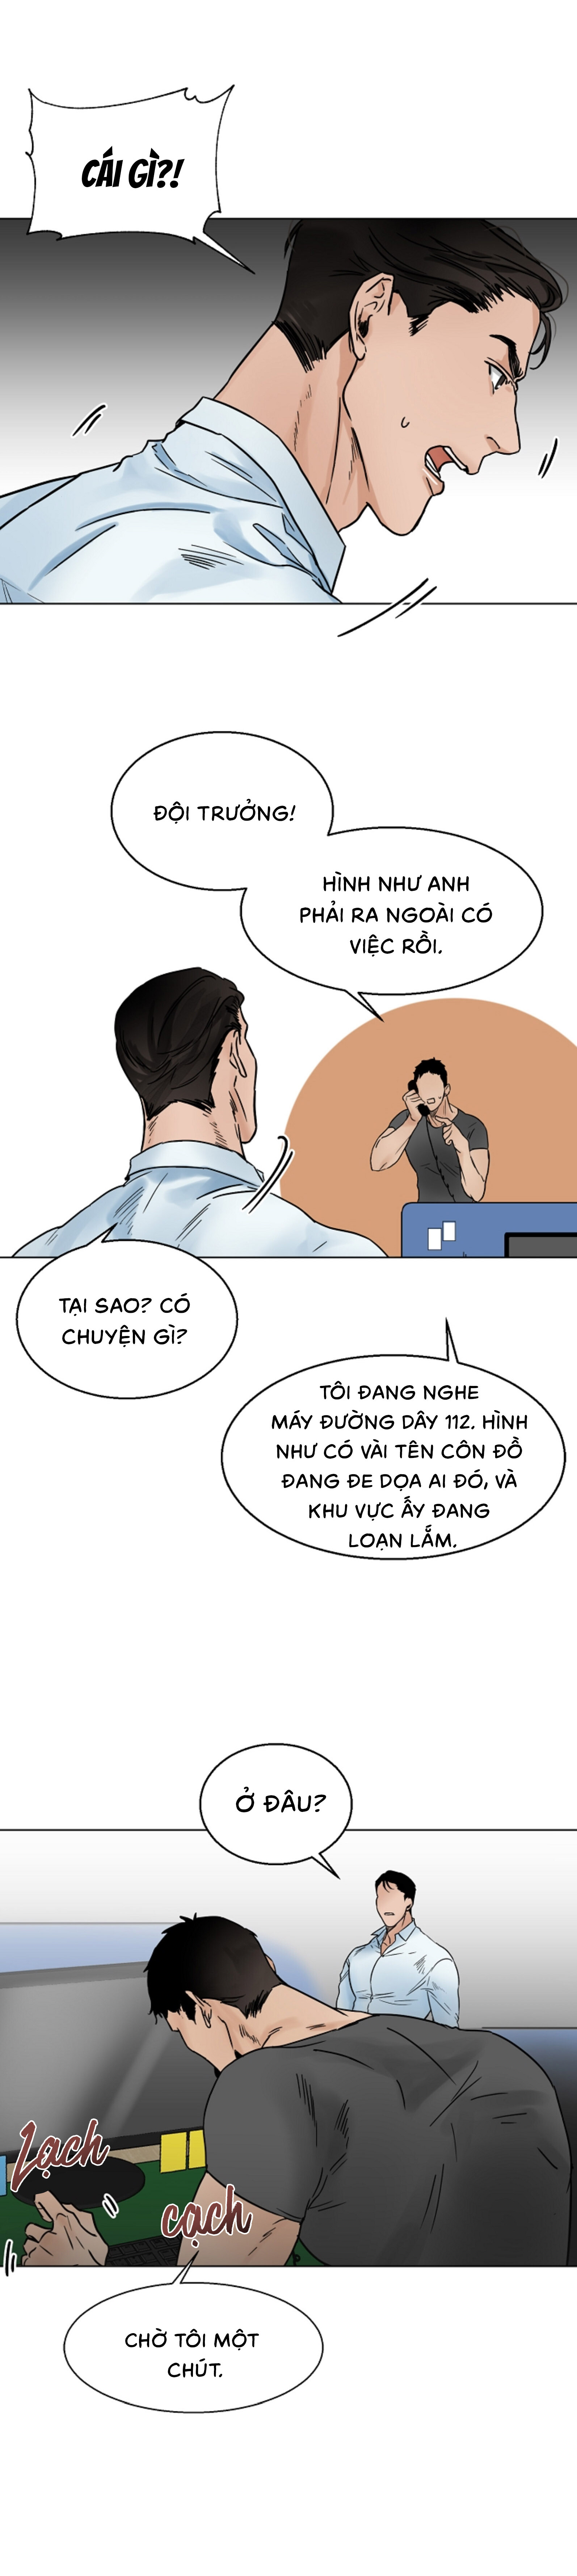 CÁI GÌ?!
ĐỘI TRƯỞNG!
HÌNH NHƯ ANH
PHẢI RA NGOÀI CÓ
VIỆC RỒI.
TẠI SAO? CÓ
CHUYỆN GÌ?
TÔI ĐANG NGHE
MÁY ĐƯỜNG DÂY 112. HÌNH
NHƯ CÓ VÀI TÊN CÔN ĐỒ
ĐANG ĐE DỌA AI ĐÓ, VÀ
KHU VỰC ẤY ĐANG
LOẠN LẮM.
Ở ĐÂU?
Lạch
cạch
CHỜ TÔI MỘT
CHÚT.